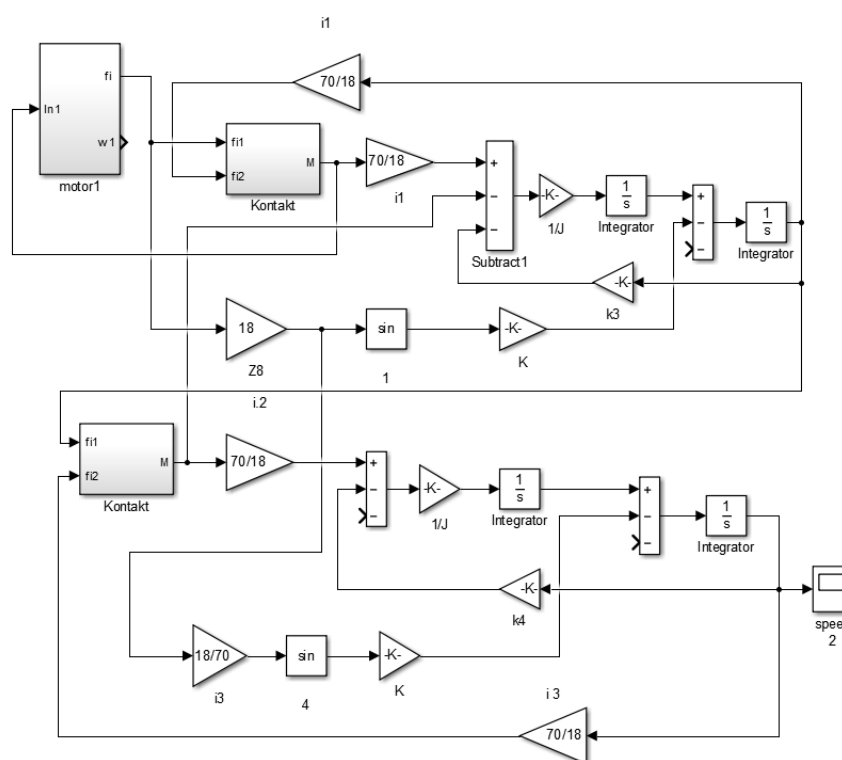 i1
70/18
fi
In1
w1
motor1
fi1
fi2
M
Kontakt
70/18
i1
+
−
−
Subtract1
-K-
1/J
1
s
Integrator
+
−
−
1
s
Integrator
-K-
k3
18
Z8
sin
1
-K-
K
i.2
fi1
fi2
M
Kontakt
70/18
+
−
−
-K-
1/J
1
s
Integrator
+
−
−
1
s
Integrator
-K-
k4
2
18/70
i3
sin
4
-K-
K
i 3
70/18